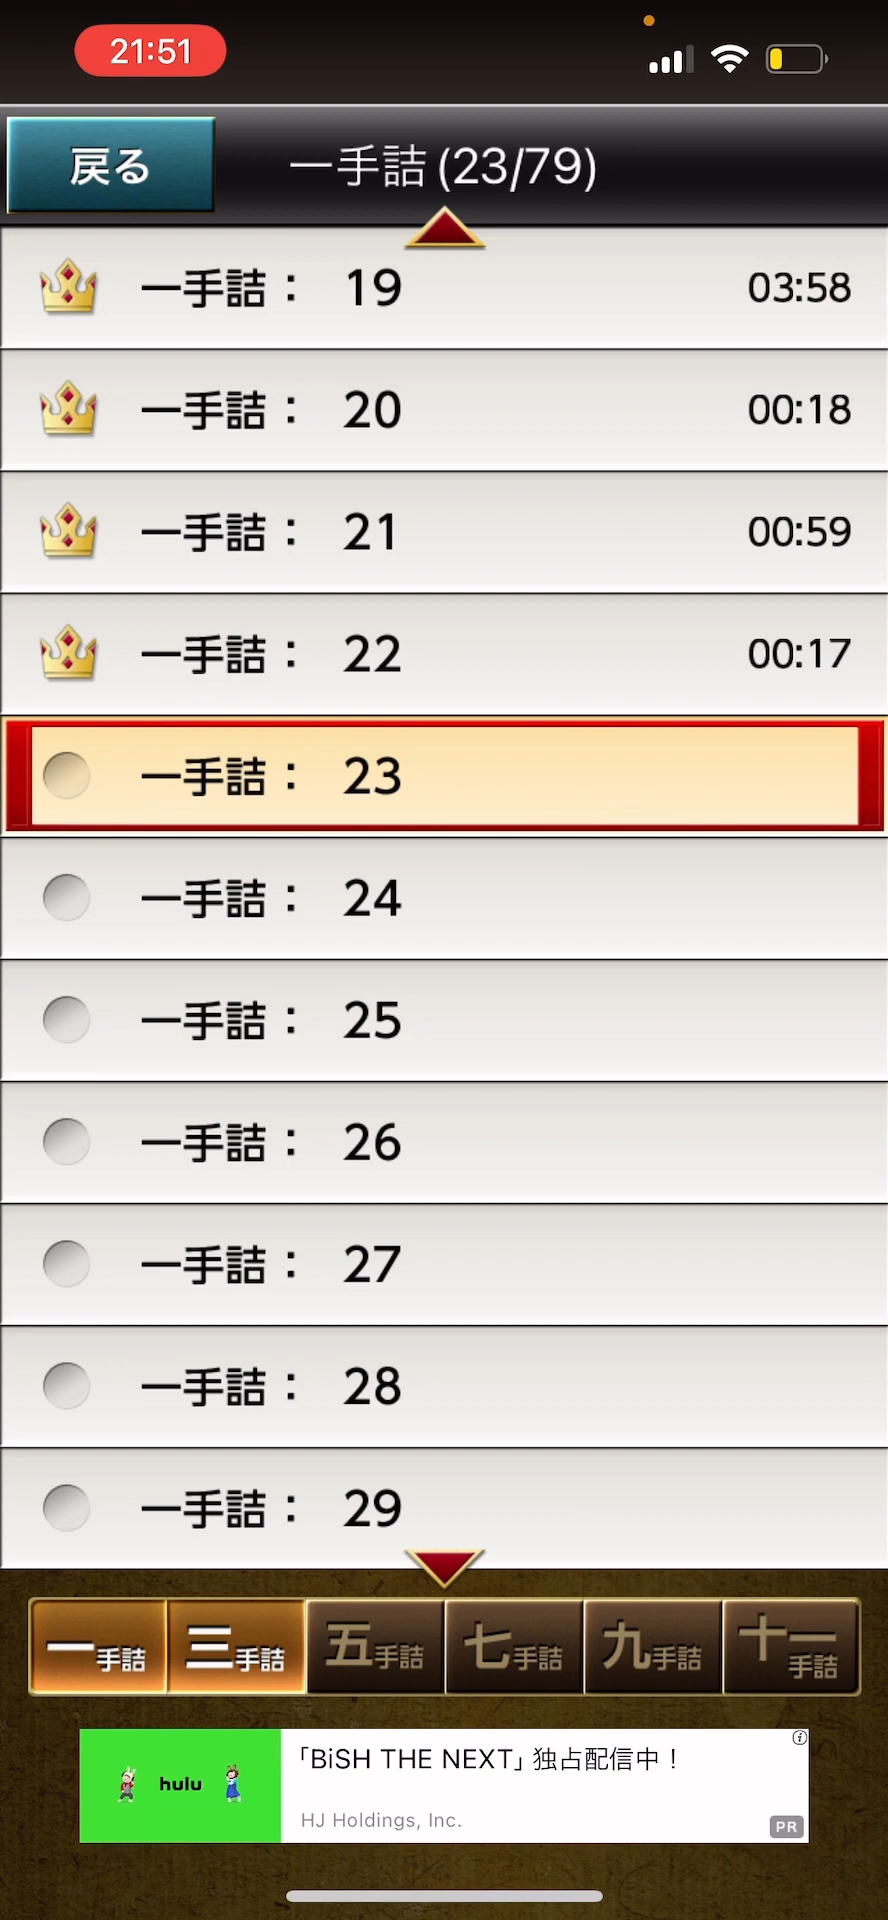 21:51
戻る
一手詰(23/79)
一手詰： 19 03:58
一手詰： 20 00:18
一手詰： 21 00:59
一手詰： 22 00:17
一手詰： 23
一手詰： 24
一手詰： 25
一手詰： 26
一手詰： 27
一手詰： 28
一手詰： 29
一手詰 三手詰 五手詰 七手詰 九手詰 十一手詰
hulu
「BiSH THE NEXT」独占配信中！
HJ Holdings, Inc.
PR